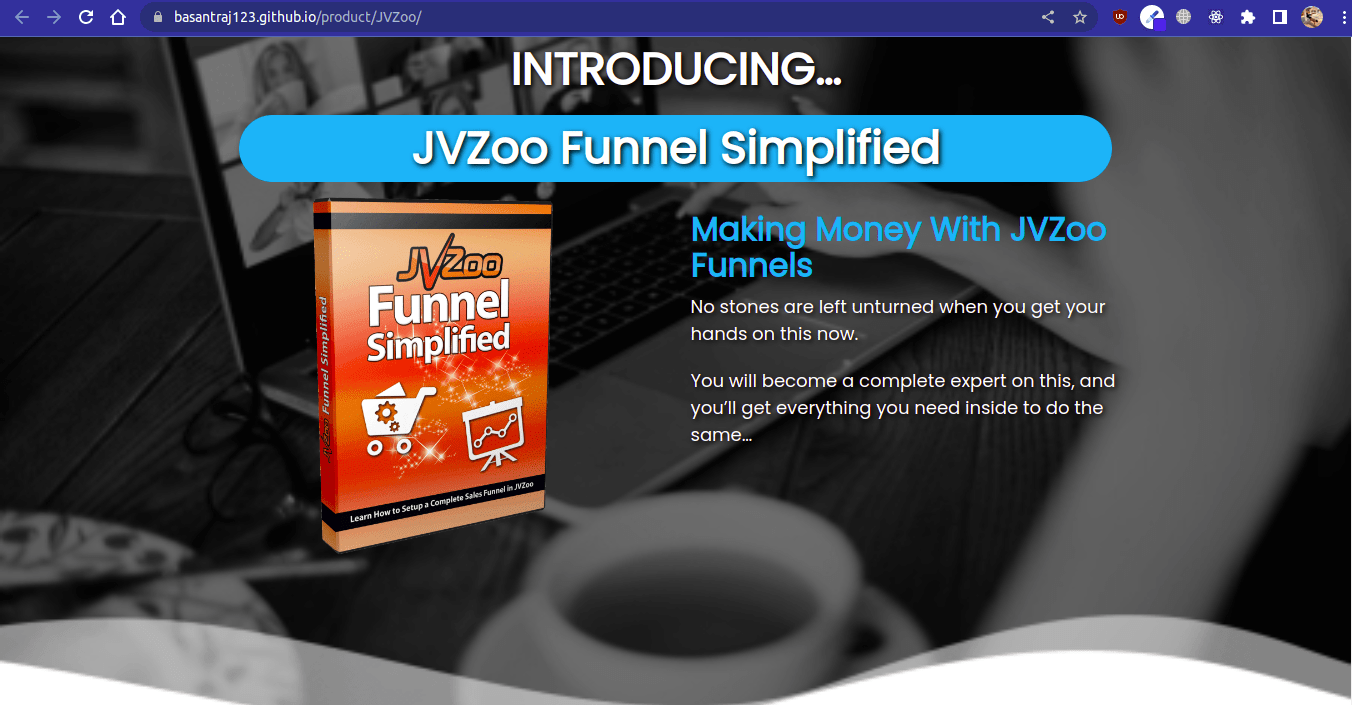 basantraj123.github.io/product/JVZoo/
INTRODUCING...
JVZoo Funnel Simplified
JVZoo
Funnel
Simplified
JVZoo Funnel Simplified
Learn How to Setup a Complete Sales Funnel in JVZoo
Making Money With JVZoo
Funnels
No stones are left unturned when you get your
hands on this now.
You will become a complete expert on this, and
you’ll get everything you need inside to do the
same...